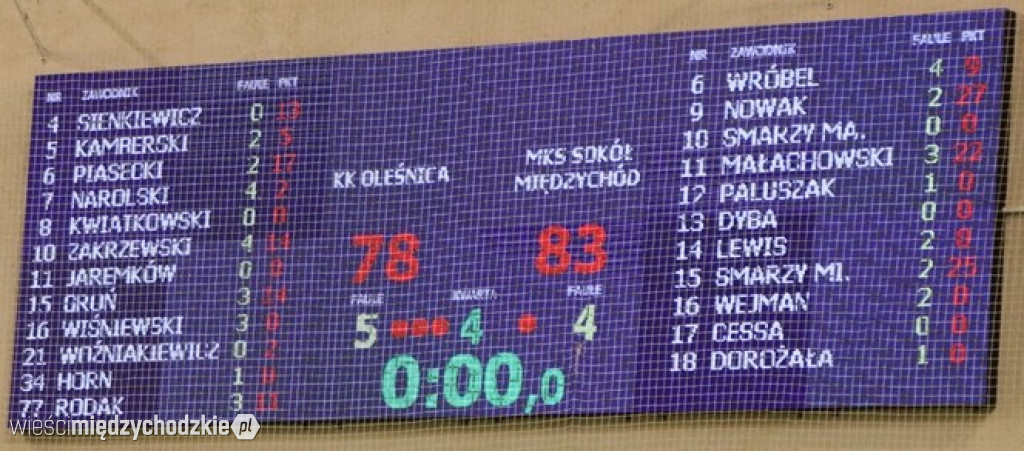 NR ZAWODNIK FAULE PKT
4 SIENKIEWICZ 0 13
5 KAMBERSKI 2 5
6 PIASECKI 2 17
7 NAROLSKI 4 2
8 KWIATKOWSKI 0 0
10 ZAKRZEWSKI 4 14
11 JAREMKÓW 0 0
15 GRUŃ 3 14
16 WIŚNIEWSKI 3 0
21 WOŹNIAKIEWICZ 0 2
34 HORN 1 0
77 RODAK 3 11
KK OLEŚNICA
MKS SOKÓŁ
MIĘDZYCHÓD
78 83
FAULE KWARTA FAULE
5 4 4
0:00,0
NR ZAWODNIK FAULE PKT
6 WRÓBEL 4 9
9 NOWAK 2 27
10 SMARZY MA. 0 0
11 MAŁACHOWSKI 3 22
12 PALUSZAK 1 0
13 DYBA 0 0
14 LEWIS 2 0
15 SMARZY MI. 2 25
16 WEJMAN 2 0
17 CESSA 0 0
18 DOROŻAŁA 1 0
wieścimiędzychodzkie.pl